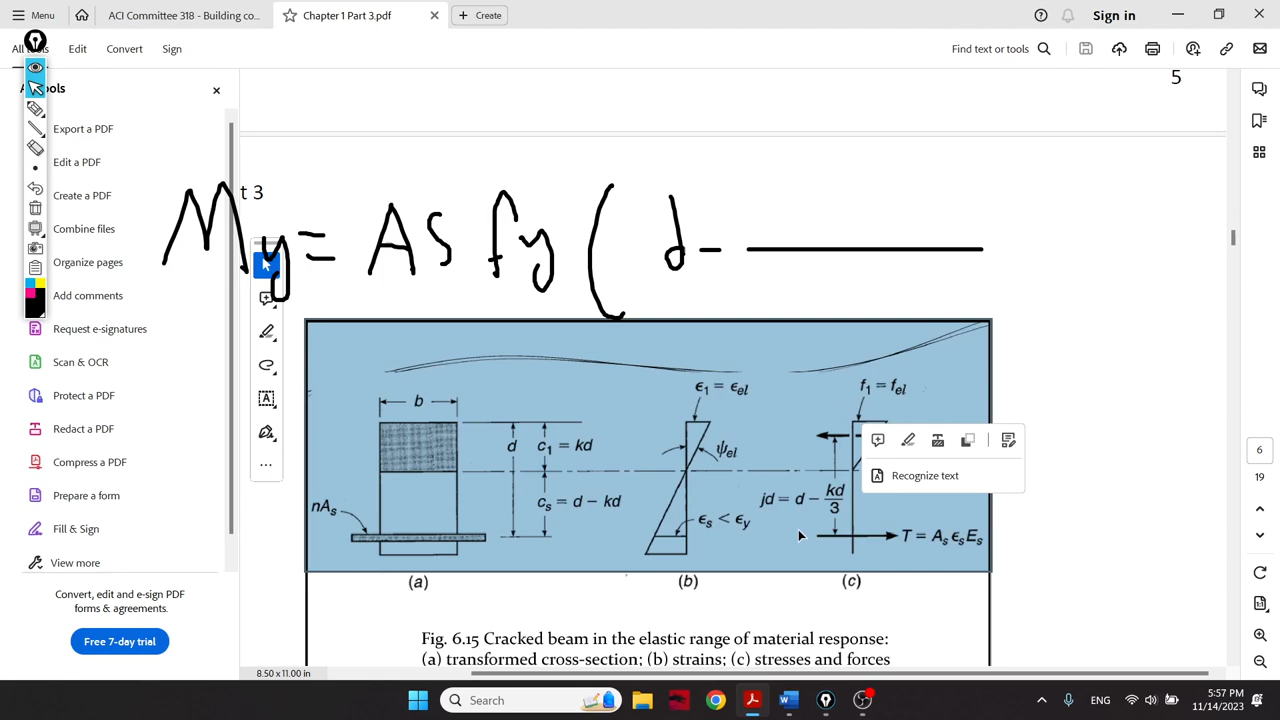 Menu
ACI Committee 318 - Building co...
Chapter 1 Part 3.pdf
Create
Sign in
All tools
Edit
Convert
Sign
Find text or tools
5
Export a PDF
Edit a PDF
Create a PDF
t 3
Combine files
Organize pages
Add comments
Request e-signatures
Scan & OCR
Protect a PDF
Redact a PDF
Compress a PDF
Prepare a form
Fill & Sign
View more
Convert, edit and e-sign PDF
forms & agreements.
Free 7-day trial
My = As fy ( d -
b
d
c₁ = kd
cₛ = d − kd
nAₛ
(a)
ϵ₁ = ϵₑₗ
ψₑₗ
ϵₛ < ϵᵧ
(b)
f₁ = fₑₗ
jd = d − kd/3
T = Aₛ ϵₛ Eₛ
(c)
Recognize text
Fig. 6.15 Cracked beam in the elastic range of material response:
(a) transformed cross-section; (b) strains; (c) stresses and forces
6
19
8.50 x 11.00 in
Search
ENG
5:57 PM
11/14/2023